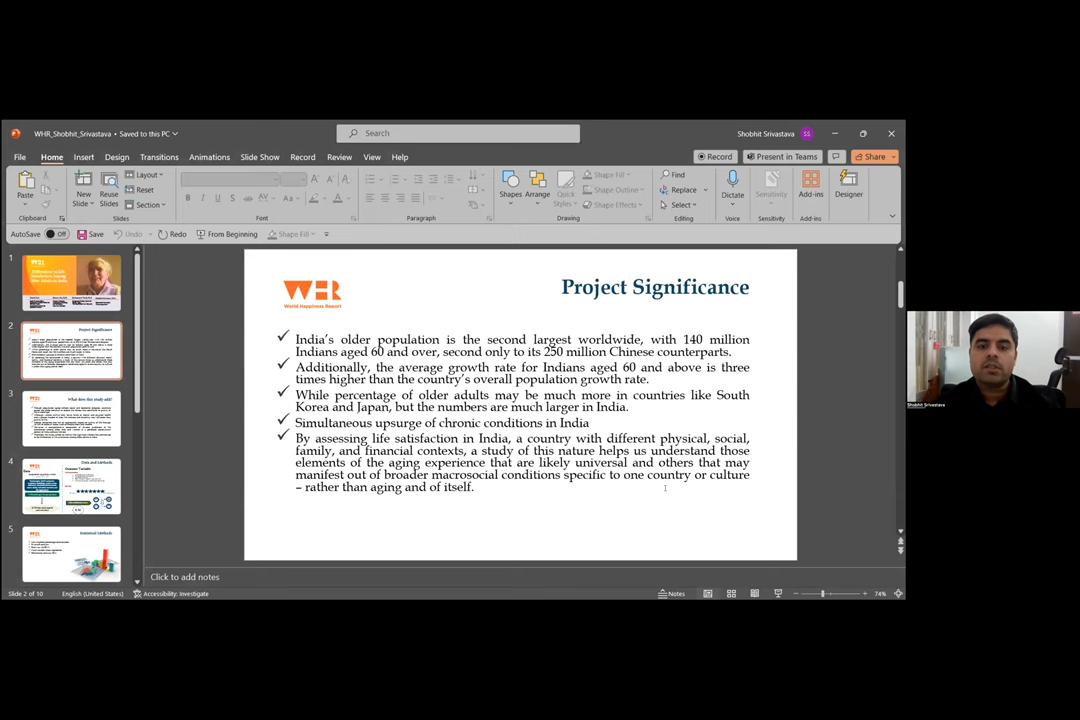 WHR_Shobhit_Srivastava • Saved to this PC
Search
Shobhit Srivastava
SS
File Home Insert Design Transitions Animations Slide Show Record Review View Help
Record
Present in Teams
Share
Paste
New
Slide
Reuse
Slides
Layout
Reset
Section
B I U S
Aa
A
Shapes
Arrange
Quick
Styles
Shape Fill
Shape Outline
Shape Effects
Find
Replace
Select
Dictate
Sensitivity
Add-ins
Designer
Clipboard
Slides
Font
Paragraph
Drawing
Editing
Voice
Sensitivity
Add-ins
AutoSave Off Save Undo Redo From Beginning Shape Fill
1
2
Project Significance
3
What does this study add?
4
Data and Methods
5
Statistical Methods
WHR
World Happiness Report
Project Significance
India's older population is the second largest worldwide, with 140 million
Indians aged 60 and over, second only to its 250 million Chinese counterparts.
Additionally, the average growth rate for Indians aged 60 and above is three
times higher than the country's overall population growth rate.
While percentage of older adults may be much more in countries like South
Korea and Japan, but the numbers are much larger in India.
Simultaneous upsurge of chronic conditions in India
By assessing life satisfaction in India, a country with different physical, social,
family, and financial contexts, a study of this nature helps us understand those
elements of the aging experience that are likely universal and others that may
manifest out of broader macrosocial conditions specific to one country or culture
– rather than aging and of itself.
Shobhit Srivastava
Click to add notes
Slide 2 of 10
English (United States)
Accessibility: Investigate
Notes
74%